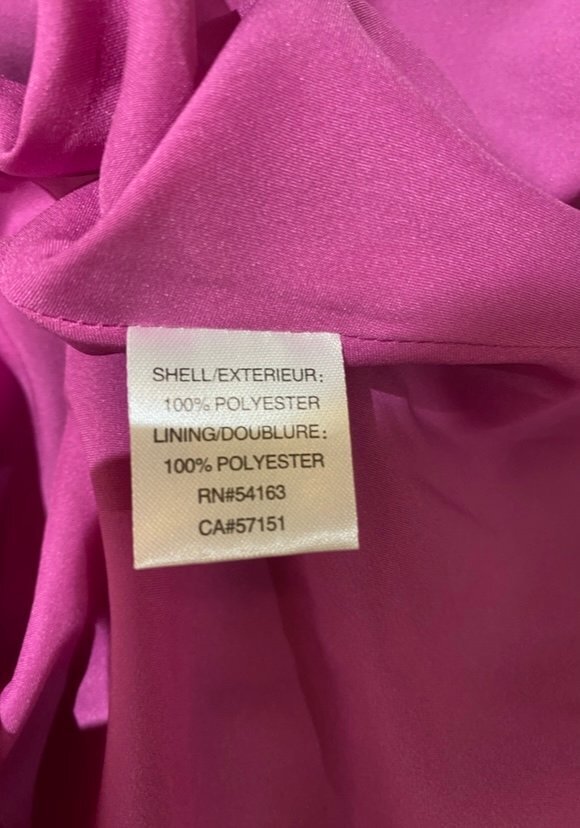 SHELL/EXTERIEUR:
100% POLYESTER
LINING/DOUBLURE:
100% POLYESTER
RN#54163
CA#57151